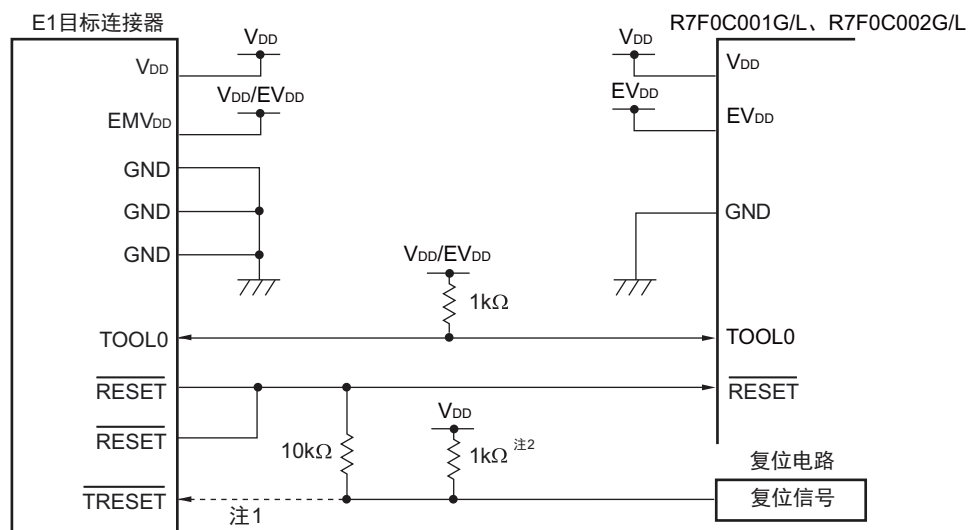 E1目标连接器
R7F0C001G/L、R7F0C002G/L
VDD
VDD
VDD
VDD
VDD/EVDD
EVDD
EMVDD
EVDD
GND
GND
GND
GND
VDD/EVDD
1kΩ
TOOL0
TOOL0
RESET
RESET
RESET
VDD
10kΩ
1kΩ 注2
复位电路
TRESET
注1
复位信号